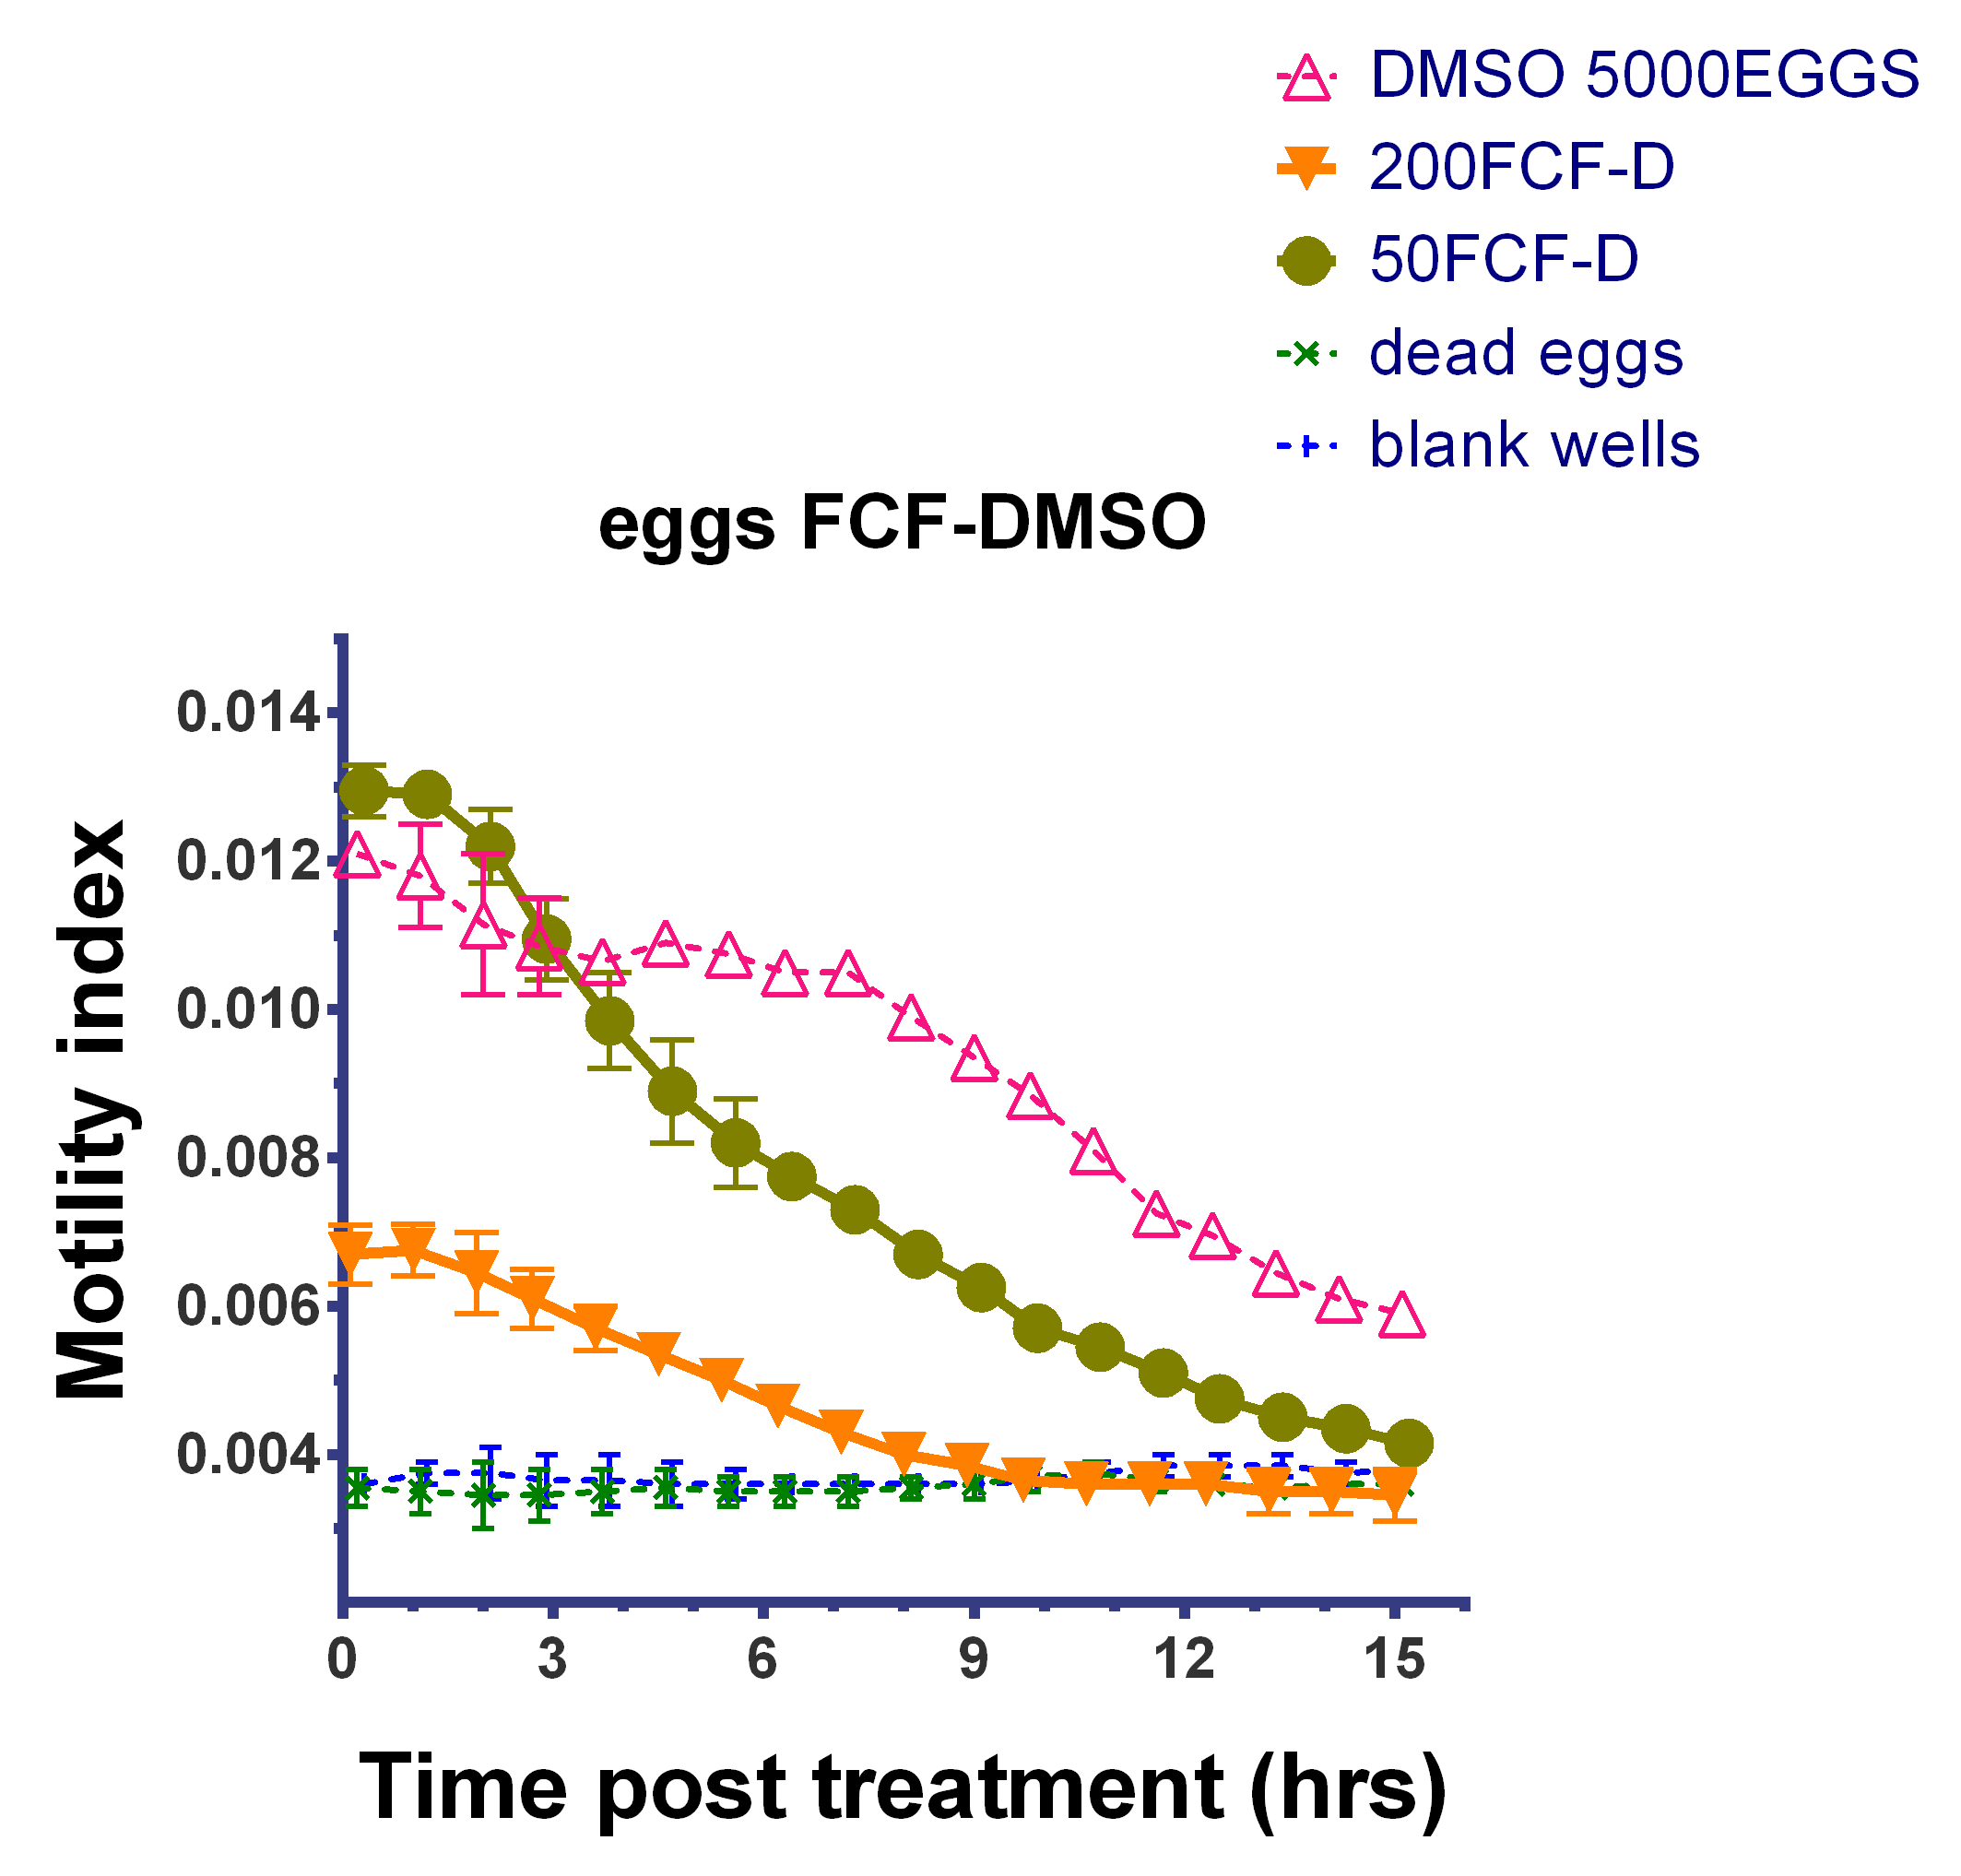 DMSO 5000EGGS
200FCF-D
50FCF-D
dead eggs
blank wells
eggs FCF-DMSO
Motility index
0.014
0.012
0.010
0.008
0.006
0.004
0 3 6 9 12 15
Time post treatment (hrs)